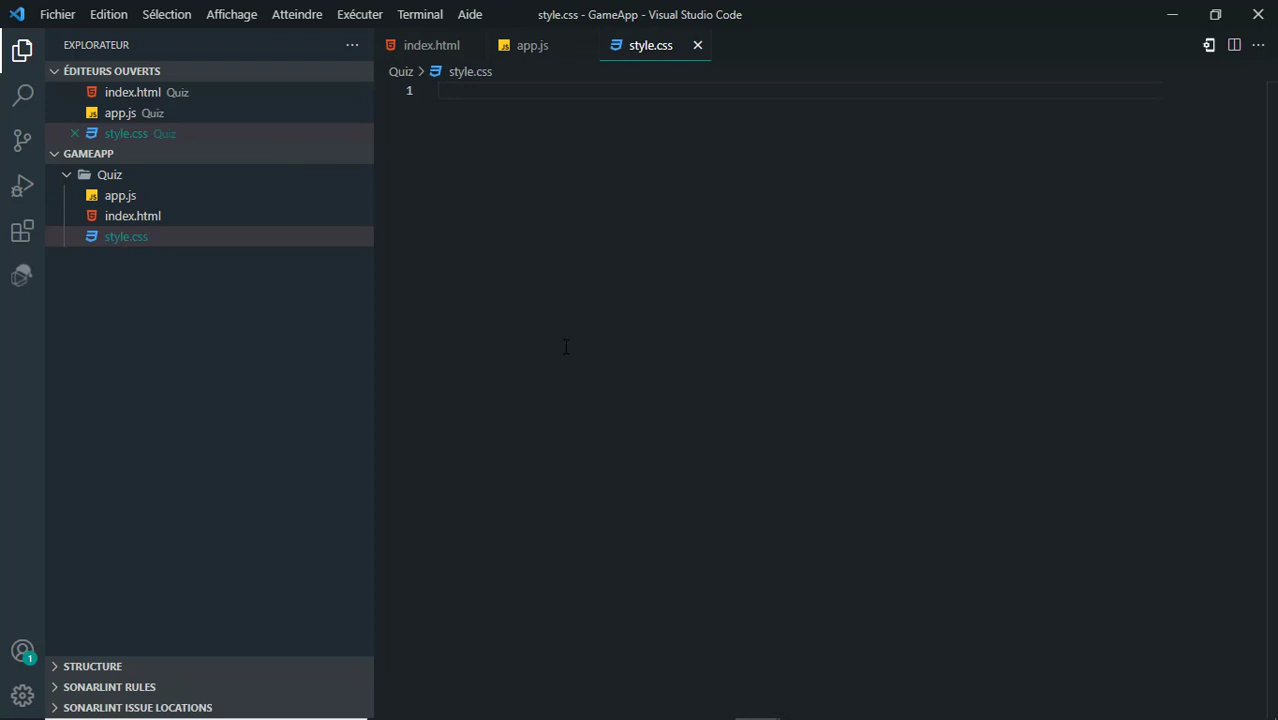 Fichier Edition Sélection Affichage Atteindre Exécuter Terminal Aide style.css - GameApp - Visual Studio Code
EXPLORATEUR
index.html app.js style.css
ÉDITEURS OUVERTS
Quiz style.css
index.html Quiz
1
app.js Quiz
style.css Quiz
GAMEAPP
Quiz
app.js
index.html
style.css
1
STRUCTURE
SONARLINT RULES
SONARLINT ISSUE LOCATIONS